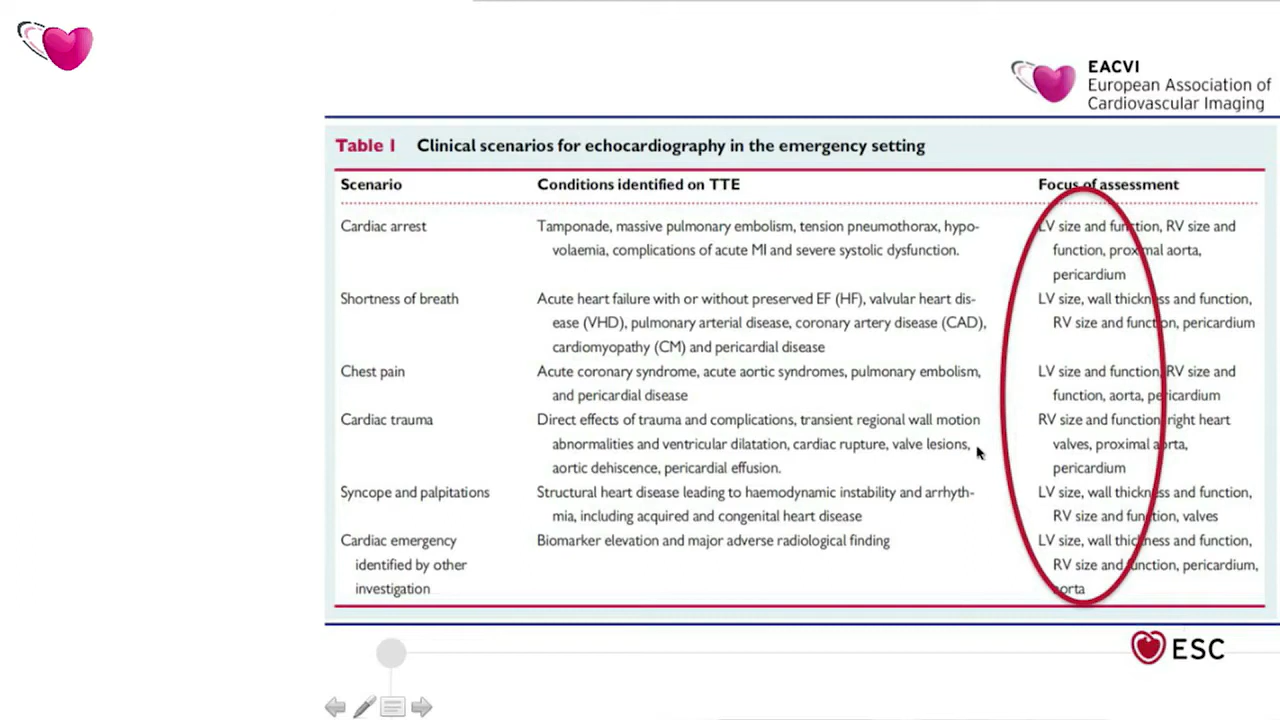 EACVI
European Association of
Cardiovascular Imaging
Table 1 Clinical scenarios for echocardiography in the emergency setting
Scenario Conditions identified on TTE Focus of assessment
Cardiac arrest Tamponade, massive pulmonary embolism, tension pneumothorax, hypo- LV size and function, RV size and
volaemia, complications of acute MI and severe systolic dysfunction. function, proximal aorta,
pericardium
Shortness of breath Acute heart failure with or without preserved EF (HF), valvular heart dis- LV size, wall thickness and function,
ease (VHD), pulmonary arterial disease, coronary artery disease (CAD), RV size and function, pericardium
cardiomyopathy (CM) and pericardial disease
Chest pain Acute coronary syndrome, acute aortic syndromes, pulmonary embolism, LV size and function, RV size and
and pericardial disease function, aorta, pericardium
Cardiac trauma Direct effects of trauma and complications, transient regional wall motion RV size and function, right heart
abnormalities and ventricular dilatation, cardiac rupture, valve lesions, valves, proximal aorta,
aortic dehiscence, pericardial effusion. pericardium
Syncope and palpitations Structural heart disease leading to haemodynamic instability and arrhyth- LV size, wall thickness and function,
mia, including acquired and congenital heart disease RV size and function, valves
Cardiac emergency Biomarker elevation and major adverse radiological finding LV size, wall thickness and function,
identified by other RV size and function, pericardium,
investigation aorta
ESC